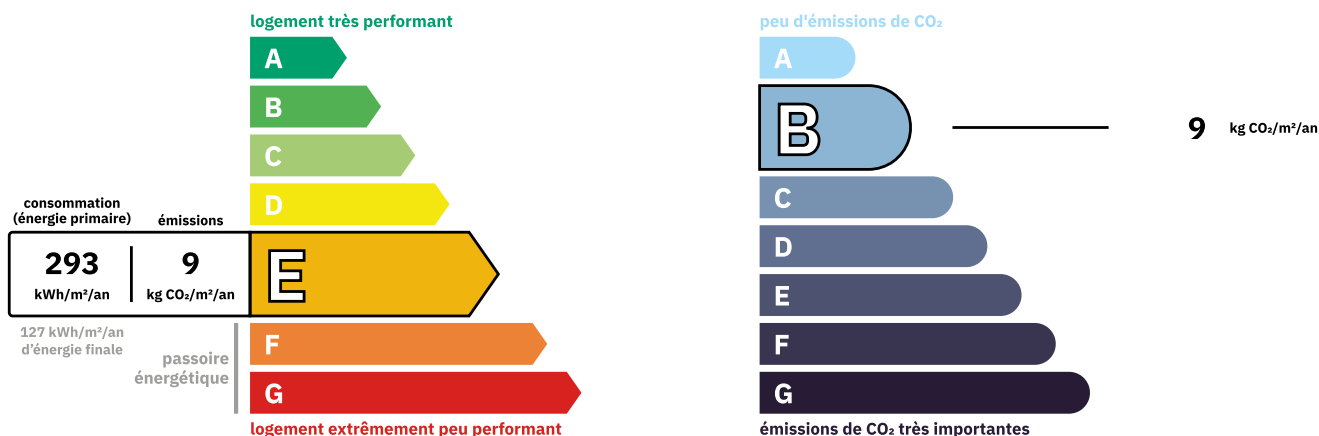 logement très performant
A
B
C
D
consommation
(énergie primaire)
émissions
293
kWh/m²/an
9
kg CO₂/m²/an
E
127 kWh/m²/an
d'énergie finale
passoire
énergétique
F
G
logement extrêmement peu performant
peu d'émissions de CO₂
A
B
9 kg CO₂/m²/an
C
D
E
F
G
émissions de CO₂ très importantes